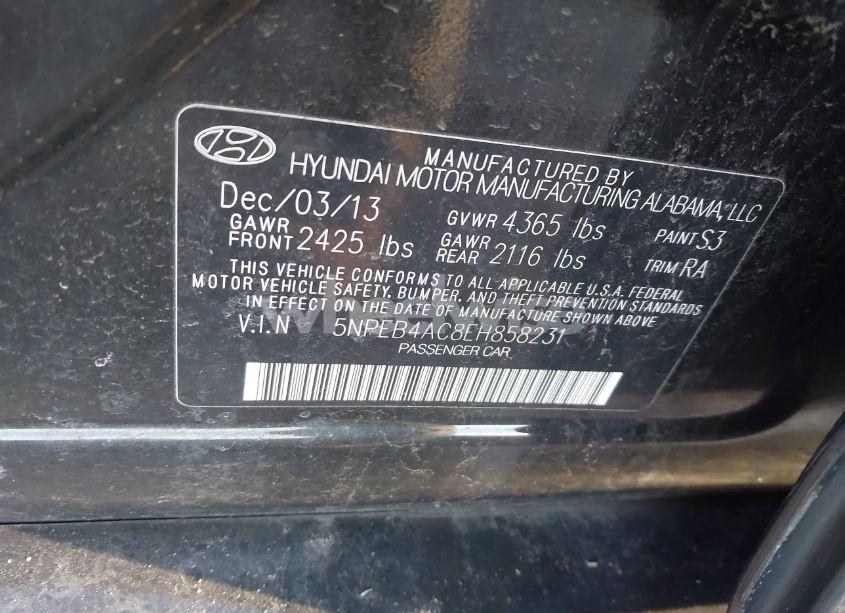 MANUFACTURED BY
HYUNDAI MOTOR MANUFACTURING ALABAMA, LLC
Dec/03/13 GVWR 4365 lbs PAINT S3
GAWR FRONT 2425 lbs GAWR REAR 2116 lbs TRIM RA
THIS VEHICLE CONFORMS TO ALL APPLICABLE U.S.A. FEDERAL
MOTOR VEHICLE SAFETY, BUMPER, AND THEFT PREVENTION STANDARDS
IN EFFECT ON THE DATE OF MANUFACTURE SHOWN ABOVE
V.I.N 5NPEB4AC8EH858231
PASSENGER CAR